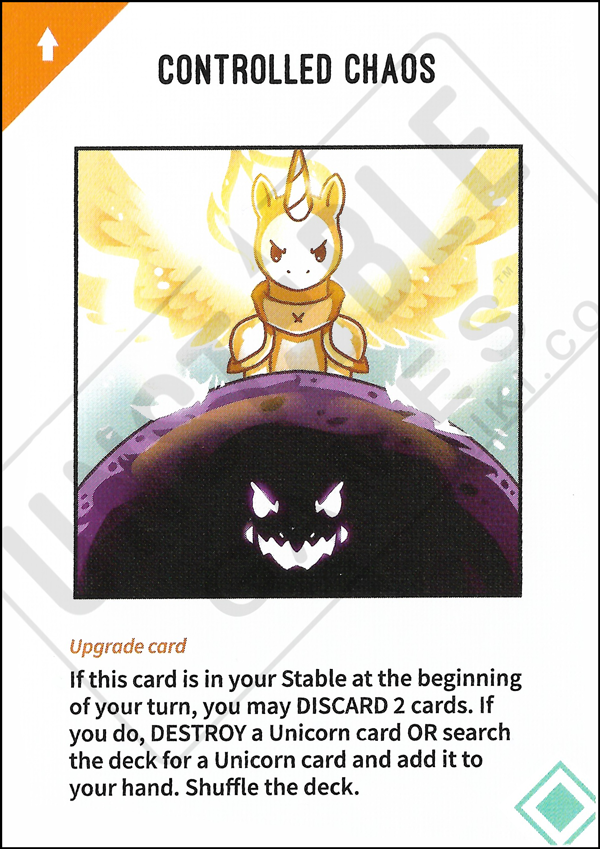 CONTROLLED CHAOS
Upgrade card
If this card is in your Stable at the beginning
of your turn, you may DISCARD 2 cards. If
you do, DESTROY a Unicorn card OR search
the deck for a Unicorn card and add it to
your hand. Shuffle the deck.